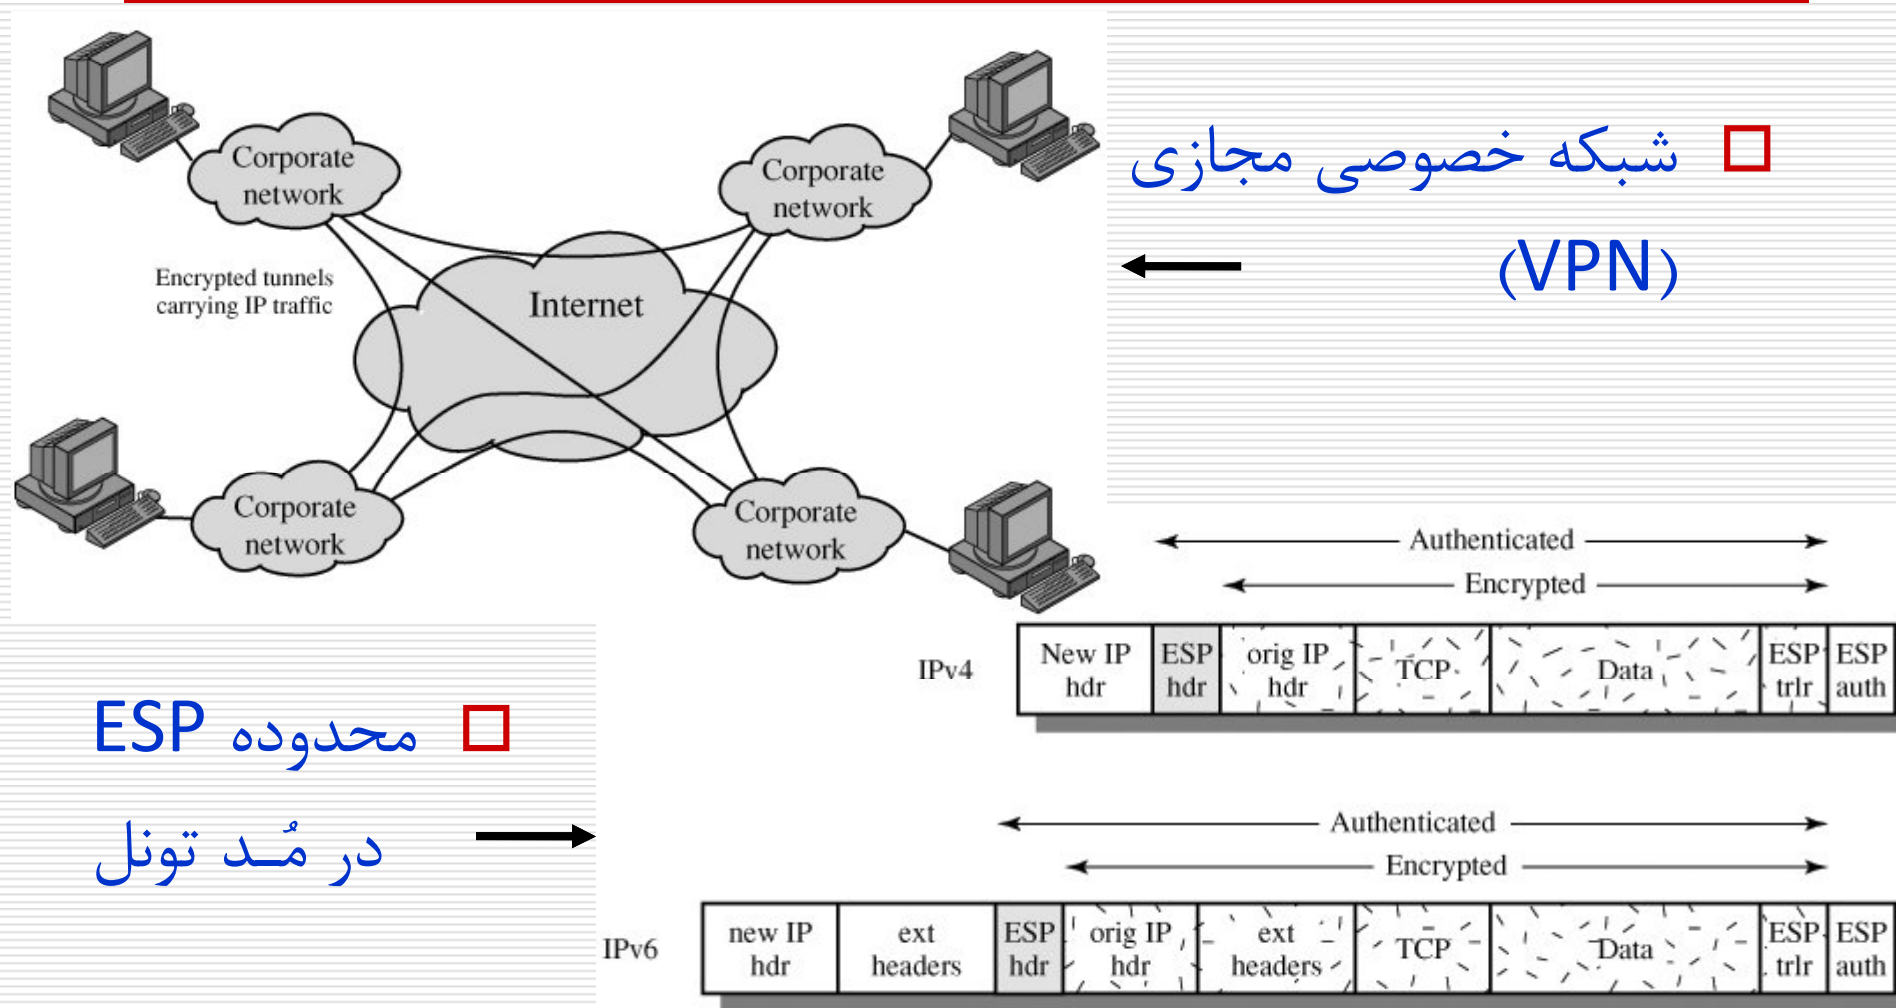 Corporate
network
Corporate
network
شبکه خصوصی مجازی
(VPN)
Encrypted tunnels
carrying IP traffic
Internet
Corporate
network
Corporate
network
محدوده ESP
در مُـد تونل
Authenticated
Encrypted
IPv4
New IP
hdr
ESP
hdr
orig IP
hdr
TCP
Data
ESP
trlr
ESP
auth
Authenticated
Encrypted
IPv6
new IP
hdr
ext
headers
ESP
hdr
orig IP
hdr
ext
headers
TCP
Data
ESP
trlr
ESP
auth